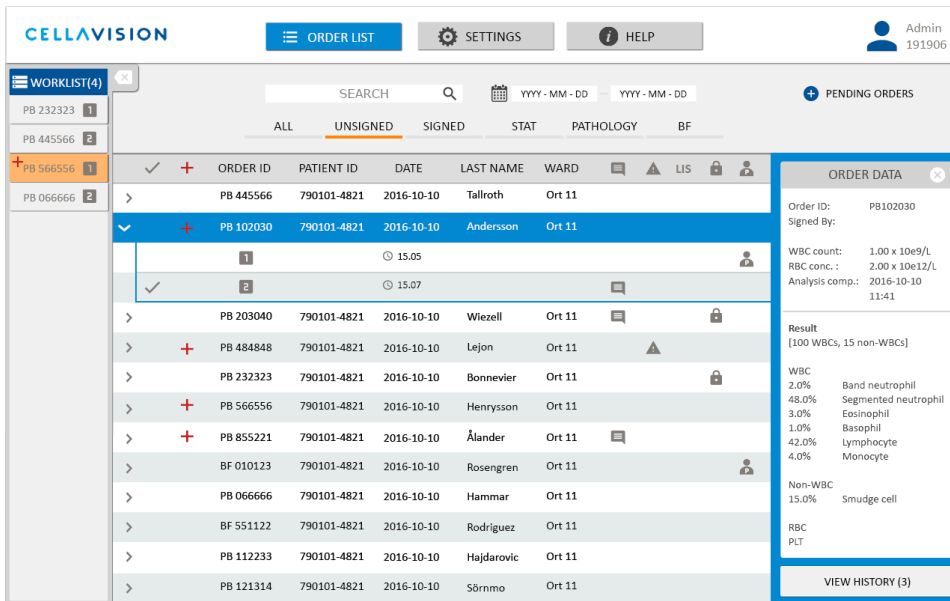 CELLAVISION
ORDER LIST
SETTINGS
HELP
Admin
191906
WORKLIST(4)
PB 232323 1
PB 445566 2
PB 566556 1
PB 066666 2
SEARCH YYYY - MM - DD — YYYY - MM - DD
PENDING ORDERS
ALL UNSIGNED SIGNED STAT PATHOLOGY BF
ORDER ID PATIENT ID DATE LAST NAME WARD LIS
PB 445566 790101-4821 2016-10-10 Tallroth Ort 11
PB 102030 790101-4821 2016-10-10 Andersson Ort 11
1 15.05 P
2 15.07
PB 203040 790101-4821 2016-10-10 Wiezell Ort 11
PB 484848 790101-4821 2016-10-10 Lejon Ort 11
PB 232323 790101-4821 2016-10-10 Bonnevier Ort 11
PB 566556 790101-4821 2016-10-10 Henrysson Ort 11
PB 855221 790101-4821 2016-10-10 Ålander Ort 11
BF 010123 790101-4821 2016-10-10 Rosengren Ort 11 P
PB 066666 790101-4821 2016-10-10 Hammar Ort 11
BF 551122 790101-4821 2016-10-10 Rodriguez Ort 11
PB 112233 790101-4821 2016-10-10 Hajdarovic Ort 11
PB 121314 790101-4821 2016-10-10 Sörnmo Ort 11
ORDER DATA
Order ID: PB102030
Signed By:
WBC count: 1.00 x 10e9/L
RBC conc. : 2.00 x 10e12/L
Analysis comp.: 2016-10-10
11:41
Result
[100 WBCs, 15 non-WBCs]
WBC
2.0% Band neutrophil
48.0% Segmented neutrophil
3.0% Eosinophil
1.0% Basophil
42.0% Lymphocyte
4.0% Monocyte
Non-WBC
15.0% Smudge cell
RBC
PLT
VIEW HISTORY (3)